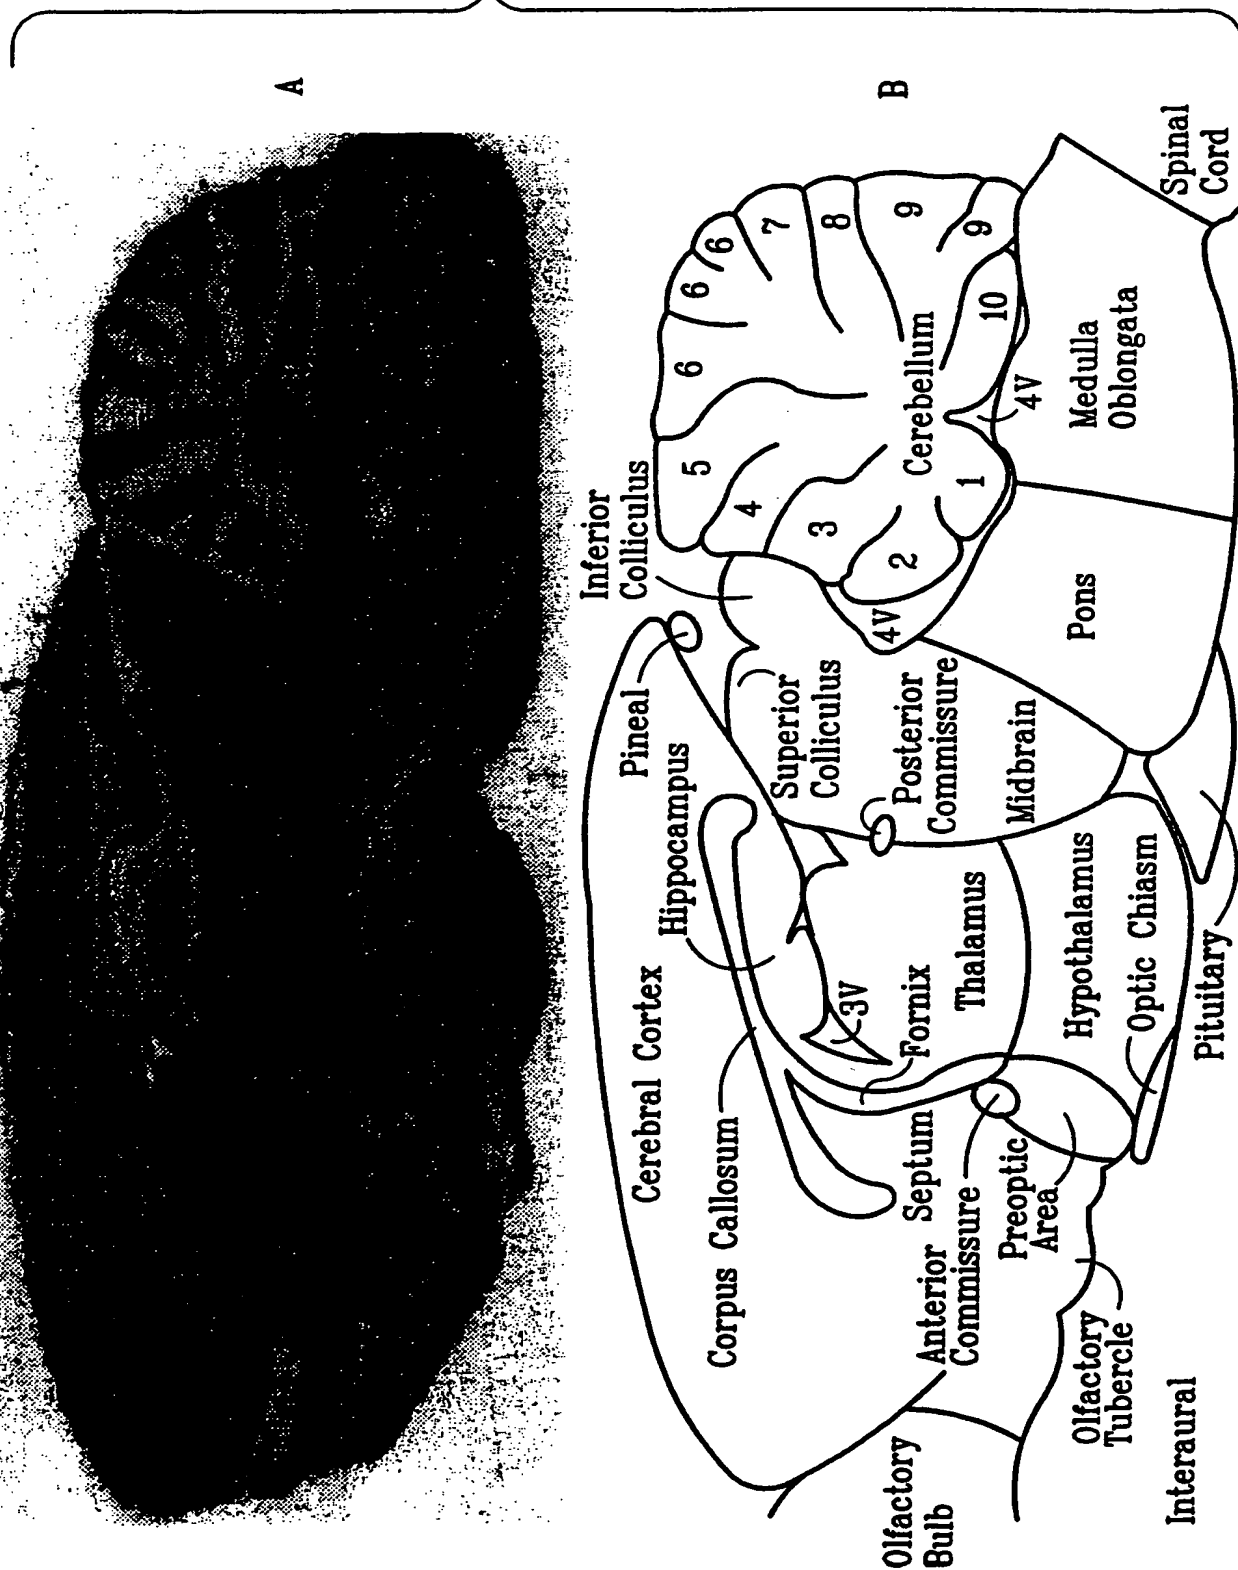 A
B
Inferior
Colliculus
Pineal
Hippocampus
Superior
Colliculus
Posterior
Commissure
Midbrain
Cerebral Cortex
Corpus Callosum
3V
Fornix
Thalamus
Hypothalamus
Optic Chiasm
Pituitary
Septum
Anterior
Commissure
Preoptic
Area
Olfactory
Tubercle
Olfactory
Bulb
Interaural
Cerebellum
1
2
3
4
5
6
6
6
7
8
9
9
10
4V
4V
Pons
Medulla
Oblongata
Spinal
Cord